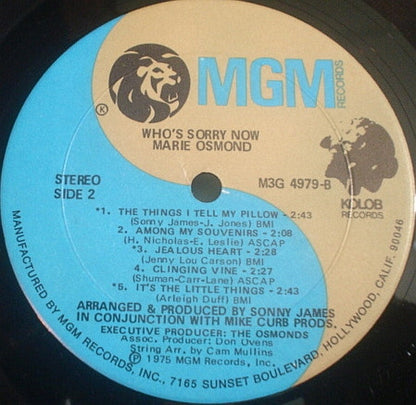 MGM
RECORDS
K
WHO'S SORRY NOW
MARIE OSMOND
STEREO
SIDE 2
M3G 4979-B
KOLOB
RECORDS
*1. THE THINGS I TELL MY PILLOW - 2:43
(Sonny James-J. Jones) BMI
2. AMONG MY SOUVENIRS - 2:08
(H. Nicholas-E. Leslie) ASCAP
*3. JEALOUS HEART - 2:28
(Jenny Lou Carson) BMI
4. CLINGING VINE - 2:27
(Shuman-Carr-Lane) ASCAP
*5. IT'S THE LITTLE THINGS - 2:43
(Arleigh Duff) BMI
ARRANGED & PRODUCED BY SONNY JAMES
IN CONJUNCTION WITH MIKE CURB PRODS.
EXECUTIVE PRODUCER: THE OSMONDS
Assoc. Producer: Don Ovens
String Arr. by Cam Mullins
℗ 1975 MGM Records, Inc.
MANUFACTURED BY MGM RECORDS, INC., 7165 SUNSET BOULEVARD, HOLLYWOOD, CALIF. 90046